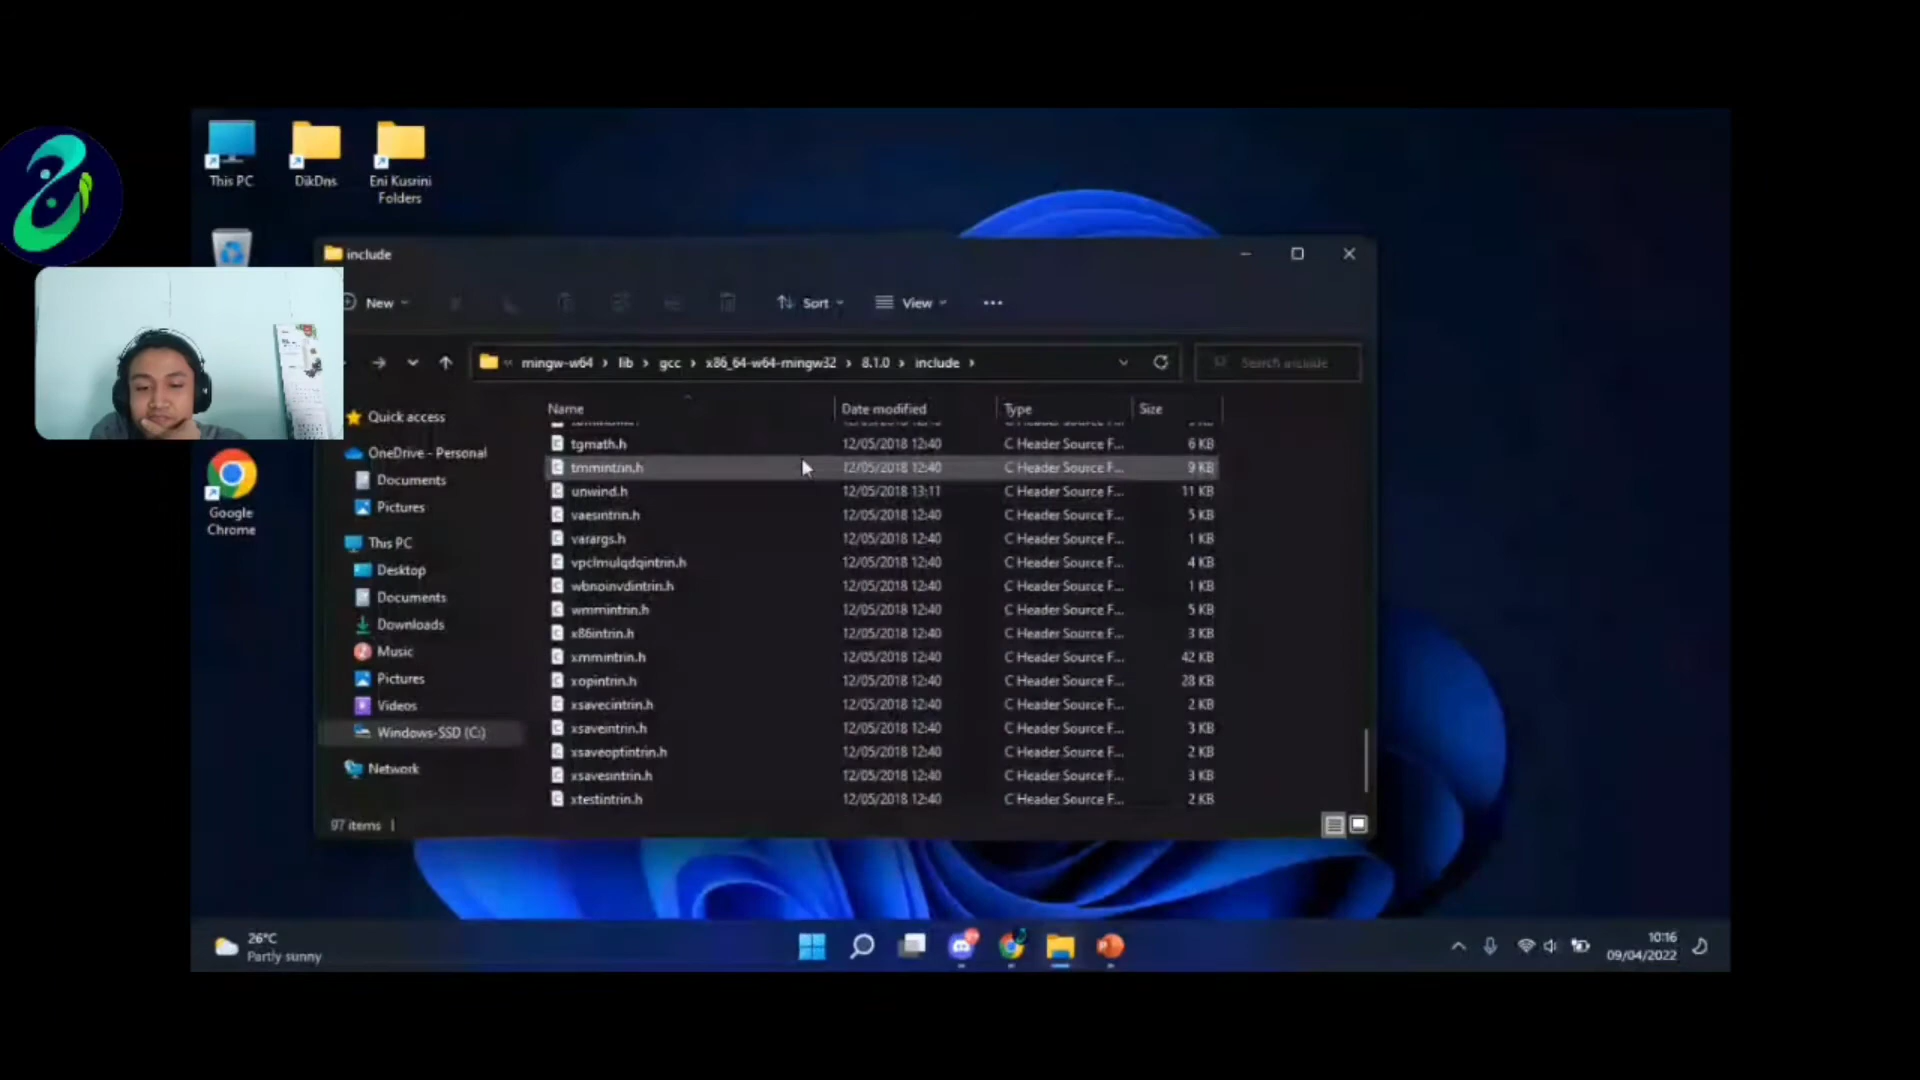 This PC
DikDns
Eni Kusrini
Folders
Google
Chrome
include
New
Sort
View
mingw-w64
lib
gcc
x86_64-w64-mingw32
8.1.0
include
Search include
Quick access
OneDrive - Personal
Documents
Pictures
This PC
Desktop
Documents
Downloads
Music
Pictures
Videos
Windows-SSD (C:)
Network
Name Date modified Type Size
tgmath.h 12/05/2018 12:40 C Header Source F... 6 KB
tmmintrin.h 12/05/2018 12:40 C Header Source F... 9 KB
unwind.h 12/05/2018 13:11 C Header Source F... 11 KB
vaesintrin.h 12/05/2018 12:40 C Header Source F... 5 KB
varargs.h 12/05/2018 12:40 C Header Source F... 1 KB
vpclmulqdqintrin.h 12/05/2018 12:40 C Header Source F... 4 KB
wbnoinvdintrin.h 12/05/2018 12:40 C Header Source F... 1 KB
wmmintrin.h 12/05/2018 12:40 C Header Source F... 5 KB
x86intrin.h 12/05/2018 12:40 C Header Source F... 3 KB
xmmintrin.h 12/05/2018 12:40 C Header Source F... 42 KB
xopintrin.h 12/05/2018 12:40 C Header Source F... 28 KB
xsavecintrin.h 12/05/2018 12:40 C Header Source F... 2 KB
xsaveintrin.h 12/05/2018 12:40 C Header Source F... 3 KB
xsaveoptintrin.h 12/05/2018 12:40 C Header Source F... 2 KB
xsavesintrin.h 12/05/2018 12:40 C Header Source F... 3 KB
xtestintrin.h 12/05/2018 12:40 C Header Source F... 2 KB
97 items
26°C
Partly sunny
10:16
09/04/2022